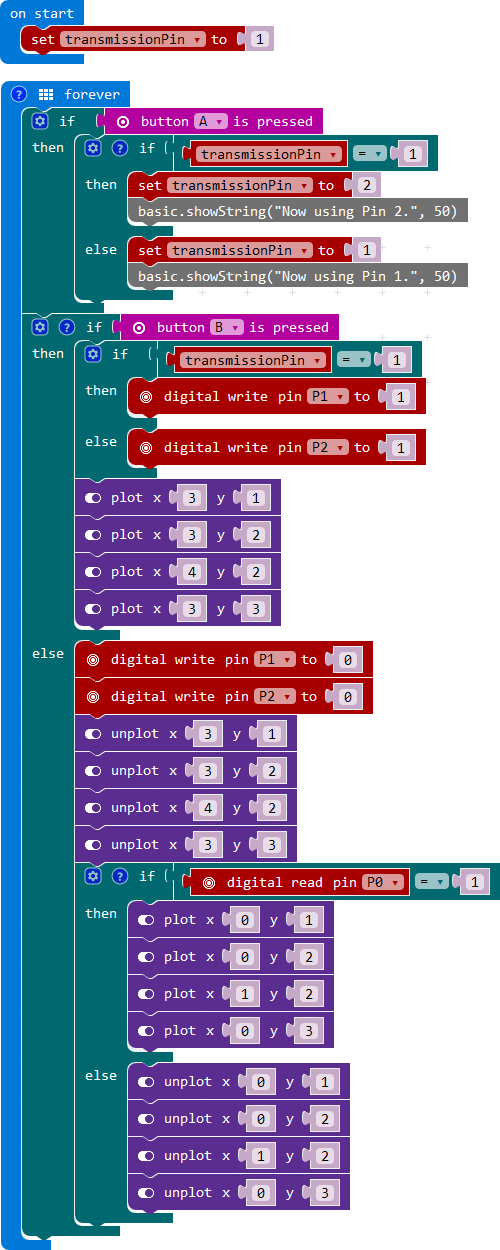 on start
set transmissionPin ▾ to 1
? forever
if button A ▾ is pressed
then ? if transmissionPin ▾ = ▾ 1
then set transmissionPin ▾ to 2
basic.showString("Now using Pin 2.", 50)
else set transmissionPin ▾ to 1
basic.showString("Now using Pin 1.", 50)
? if button B ▾ is pressed
then if transmissionPin ▾ = ▾ 1
then digital write pin P1 ▾ to 1
else digital write pin P2 ▾ to 1
plot x 3 y 1
plot x 3 y 2
plot x 4 y 2
plot x 3 y 3
else digital write pin P1 ▾ to 0
digital write pin P2 ▾ to 0
unplot x 3 y 1
unplot x 3 y 2
unplot x 4 y 2
unplot x 3 y 3
? if digital read pin P0 ▾ = ▾ 1
then plot x 0 y 1
plot x 0 y 2
plot x 1 y 2
plot x 0 y 3
else unplot x 0 y 1
unplot x 0 y 2
unplot x 1 y 2
unplot x 0 y 3